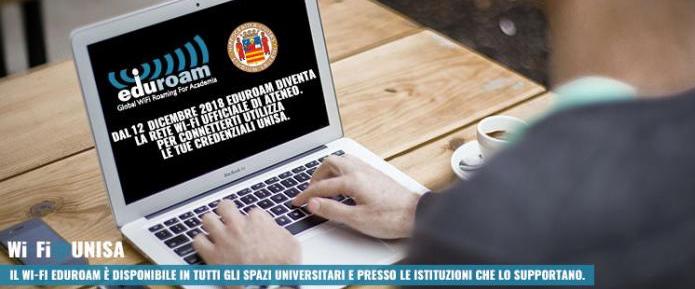 eduroam
Global WiFi Roaming For Academia
DAL 12 DICEMBRE 2018 EDUROAM DIVENTA
LA RETE WI-FI UFFICIALE DI ATENEO.
PER CONNETTERTI UTILIZZA
LE TUE CREDENZIALI UNISA.
MacBook Air
Wi Fi@UNISA
IL WI-FI EDUROAM È DISPONIBILE IN TUTTI GLI SPAZI UNIVERSITARI E PRESSO LE ISTITUZIONI CHE LO SUPPORTANO.